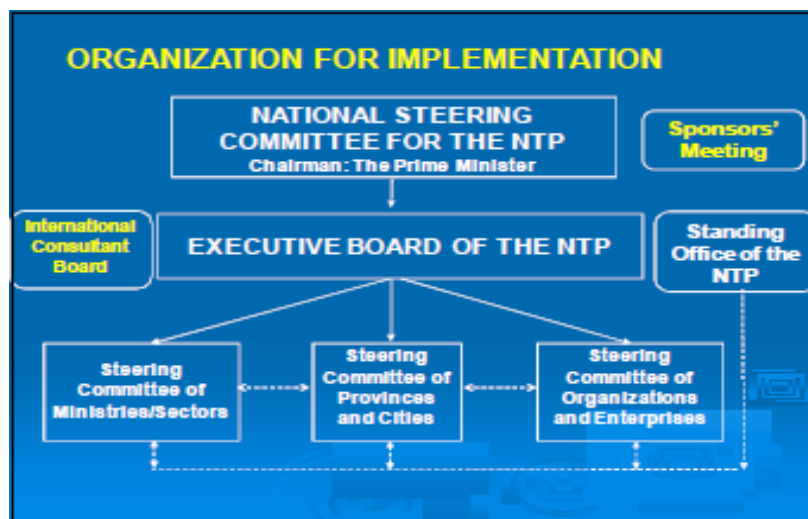 ORGANIZATION FOR IMPLEMENTATION
NATIONAL STEERING
COMMITTEE FOR THE NTP
Chairman: The Prime Minister
Sponsors'
Meeting
International
Consultant
Board
EXECUTIVE BOARD OF THE NTP
Standing
Office of the
NTP
Steering
Committee of
Ministries/Sectors
Steering
Committee of
Provinces
and Cities
Steering
Committee of
Organizations
and Enterprises